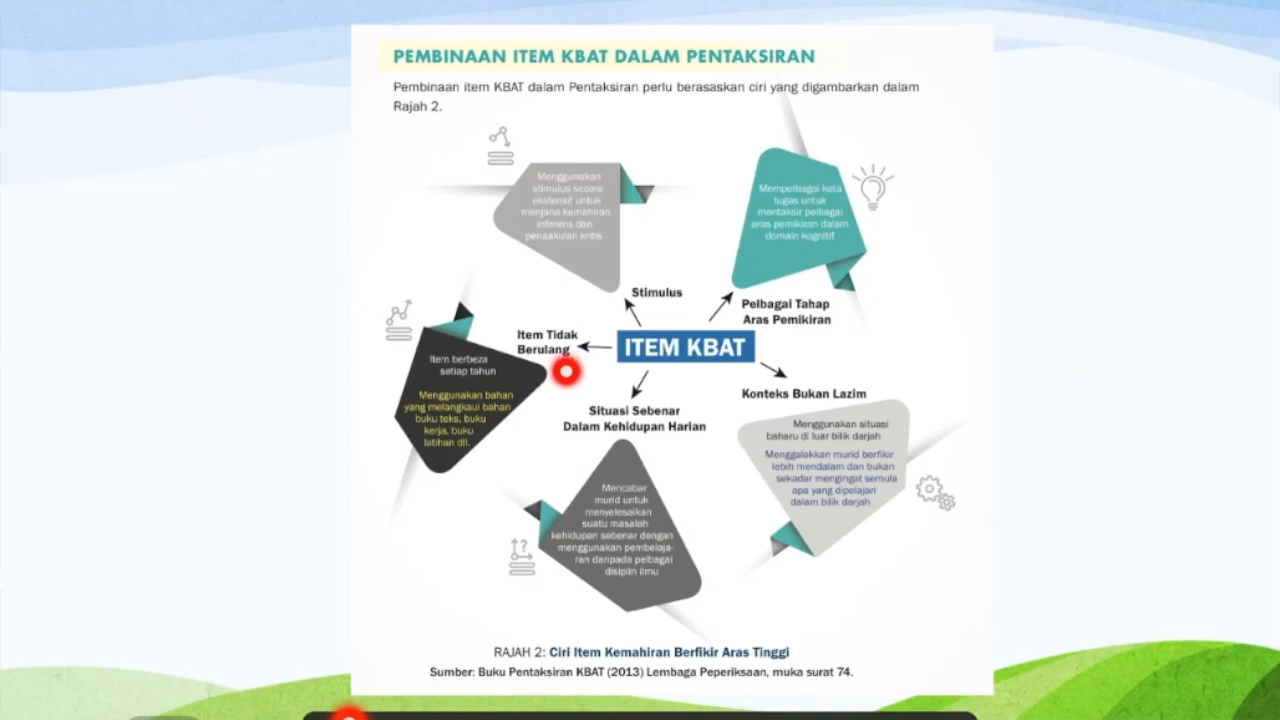 PEMBINAAN ITEM KBAT DALAM PENTAKSIRAN
Pembinaan item KBAT dalam Pentaksiran perlu berasaskan ciri yang digambarkan dalam
Rajah 2.
Menggunakan
stimulus secara
ekstensif untuk
menjana kemahiran
inferens dan
penaakulan kritis
Stimulus
Mempelbagai kata
tugas untuk
mentaksir pelbagai
aras pemikiran dalam
domain kognitif
Pelbagai Tahap
Aras Pemikiran
Item Tidak
Berulang
ITEM KBAT
Item berbeza
setiap tahun
Menggunakan bahan
yang melangkaui bahan
buku teks, buku
kerja, buku
latihan dll.
Situasi Sebenar
Dalam Kehidupan Harian
Mencabar
murid untuk
menyelesaikan
suatu masalah
kehidupan sebenar dengan
menggunakan pembelaja-
ran daripada pelbagai
disiplin ilmu
Konteks Bukan Lazim
Menggunakan situasi
baharu di luar bilik darjah
Menggalakkan murid berfikir
lebih mendalam dan bukan
sekadar mengingat semula
apa yang dipelajari
dalam bilik darjah
RAJAH 2: Ciri Item Kemahiran Berfikir Aras Tinggi
Sumber: Buku Pentaksiran KBAT (2013) Lembaga Peperiksaan, muka surat 74.